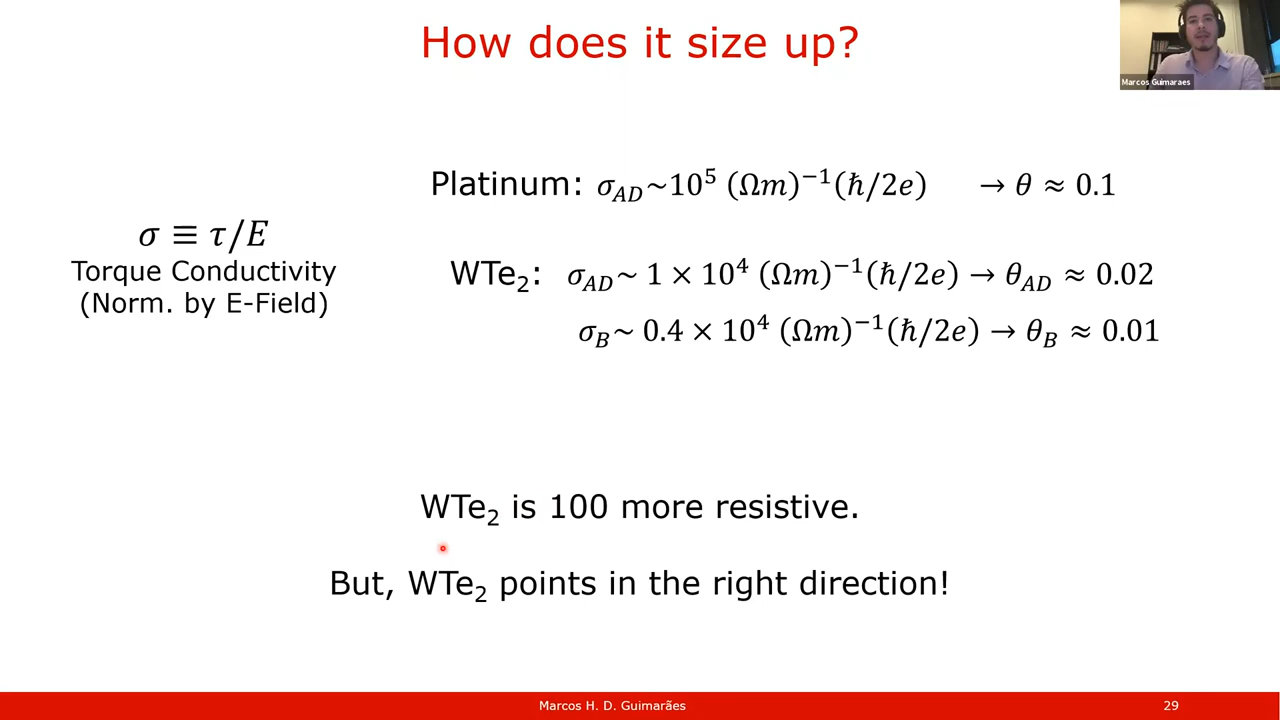 How does it size up?
Marcos Guimaraes
Platinum: σ_AD~10^5 (Ωm)^−1(ℏ/2e) → θ ≈ 0.1
σ ≡ τ/E
Torque Conductivity
(Norm. by E-Field)
WTe₂: σ_AD~ 1 × 10^4 (Ωm)^−1(ℏ/2e) → θ_AD ≈ 0.02
σ_B~ 0.4 × 10^4 (Ωm)^−1(ℏ/2e) → θ_B ≈ 0.01
WTe₂ is 100 more resistive.
But, WTe₂ points in the right direction!
Marcos H. D. Guimarães
29